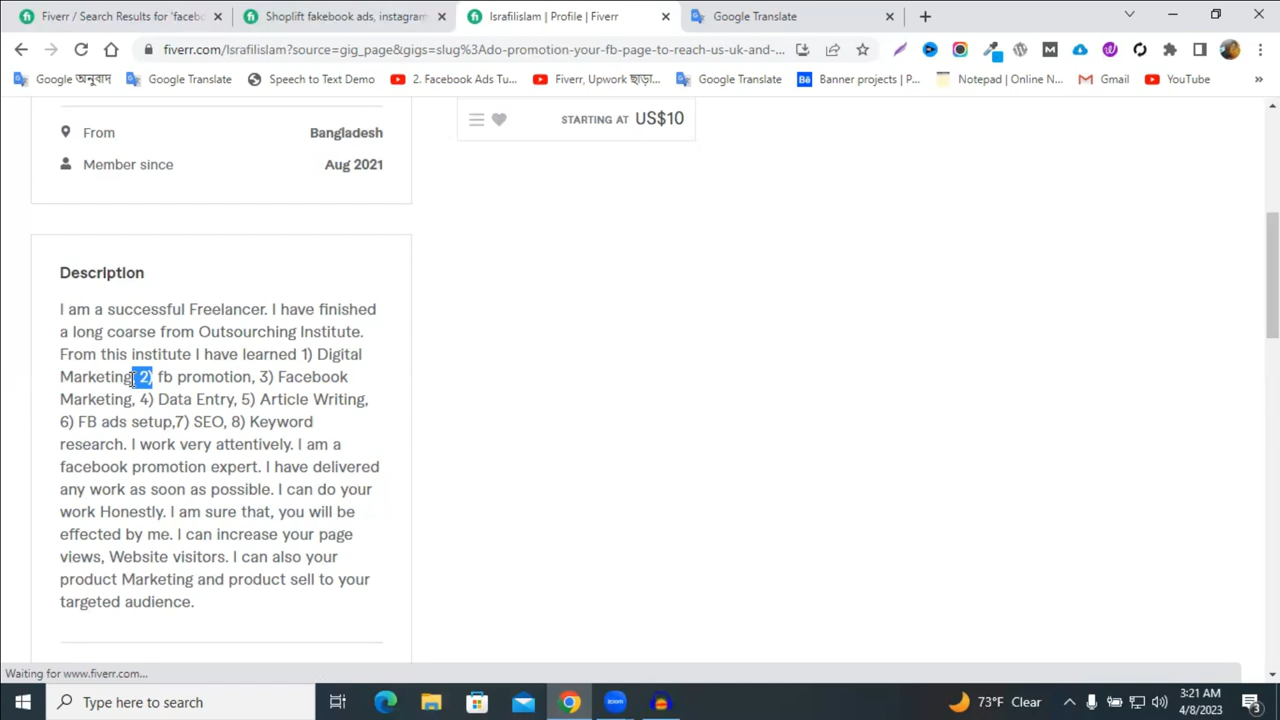 Fiverr / Search Results for 'facebo
Shoplift fakebook ads, instagram
Israfilislam | Profile | Fiverr
Google Translate
fiverr.com/Israfilislam?source=gig_page&gigs=slug%3Ado-promotion-your-fb-page-to-reach-us-uk-and-...
Google অনুবাদ
Google Translate
Speech to Text Demo
2. Facebook Ads Tu...
Fiverr, Upwork ছাড়া...
Google Translate
Banner projects | P...
Notepad | Online N...
Gmail
YouTube
From Bangladesh
STARTING AT US$10
Member since Aug 2021
Description
I am a successful Freelancer. I have finished
a long coarse from Outsourching Institute.
From this institute I have learned 1) Digital
Marketing, 2) fb promotion, 3) Facebook
Marketing, 4) Data Entry, 5) Article Writing,
6) FB ads setup,7) SEO, 8) Keyword
research. I work very attentively. I am a
facebook promotion expert. I have delivered
any work as soon as possible. I can do your
work Honestly. I am sure that, you will be
effected by me. I can increase your page
views, Website visitors. I can also your
product Marketing and product sell to your
targeted audience.
Waiting for www.fiverr.com...
Type here to search
zoom
73°F Clear
3:21 AM
4/8/2023
3